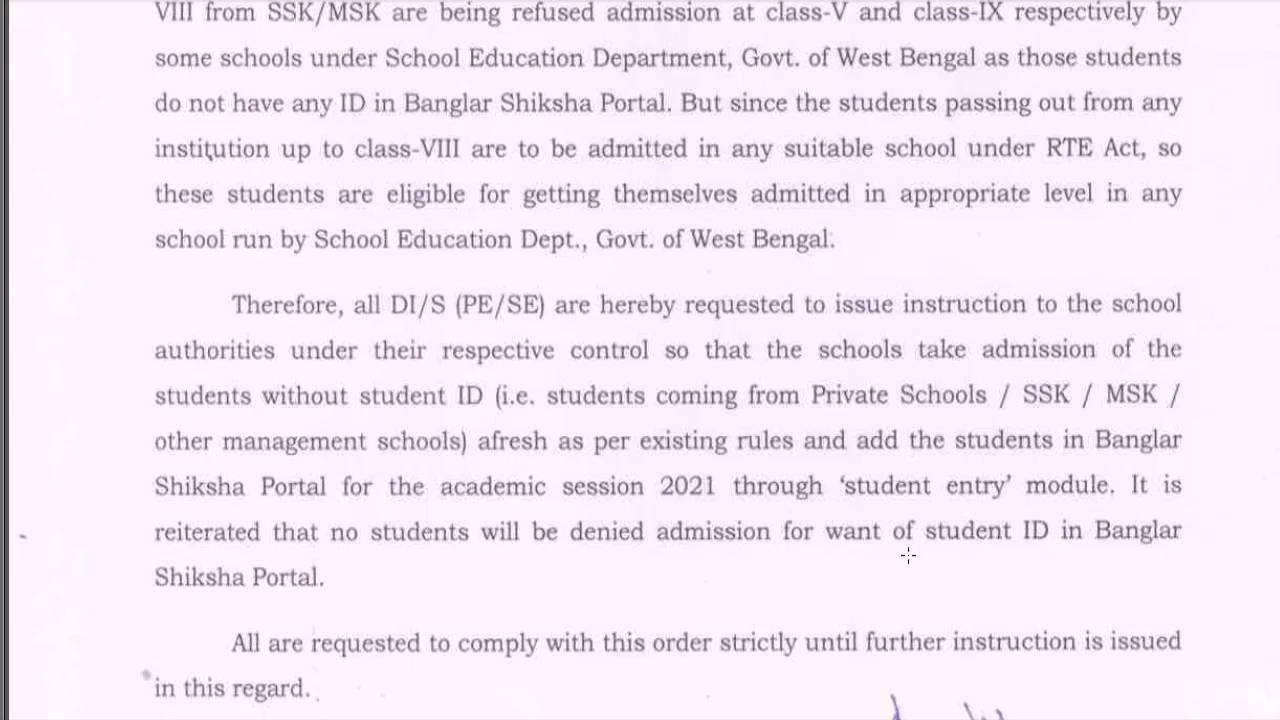 VIII from SSK/MSK are being refused admission at class-V and class-IX respectively by
some schools under School Education Department, Govt. of West Bengal as those students
do not have any ID in Banglar Shiksha Portal. But since the students passing out from any
institution up to class-VIII are to be admitted in any suitable school under RTE Act, so
these students are eligible for getting themselves admitted in appropriate level in any
school run by School Education Dept., Govt. of West Bengal.
Therefore, all DI/S (PE/SE) are hereby requested to issue instruction to the school
authorities under their respective control so that the schools take admission of the
students without student ID (i.e. students coming from Private Schools / SSK / MSK /
other management schools) afresh as per existing rules and add the students in Banglar
Shiksha Portal for the academic session 2021 through ‘student entry’ module. It is
reiterated that no students will be denied admission for want of student ID in Banglar
Shiksha Portal.
All are requested to comply with this order strictly until further instruction is issued
in this regard.